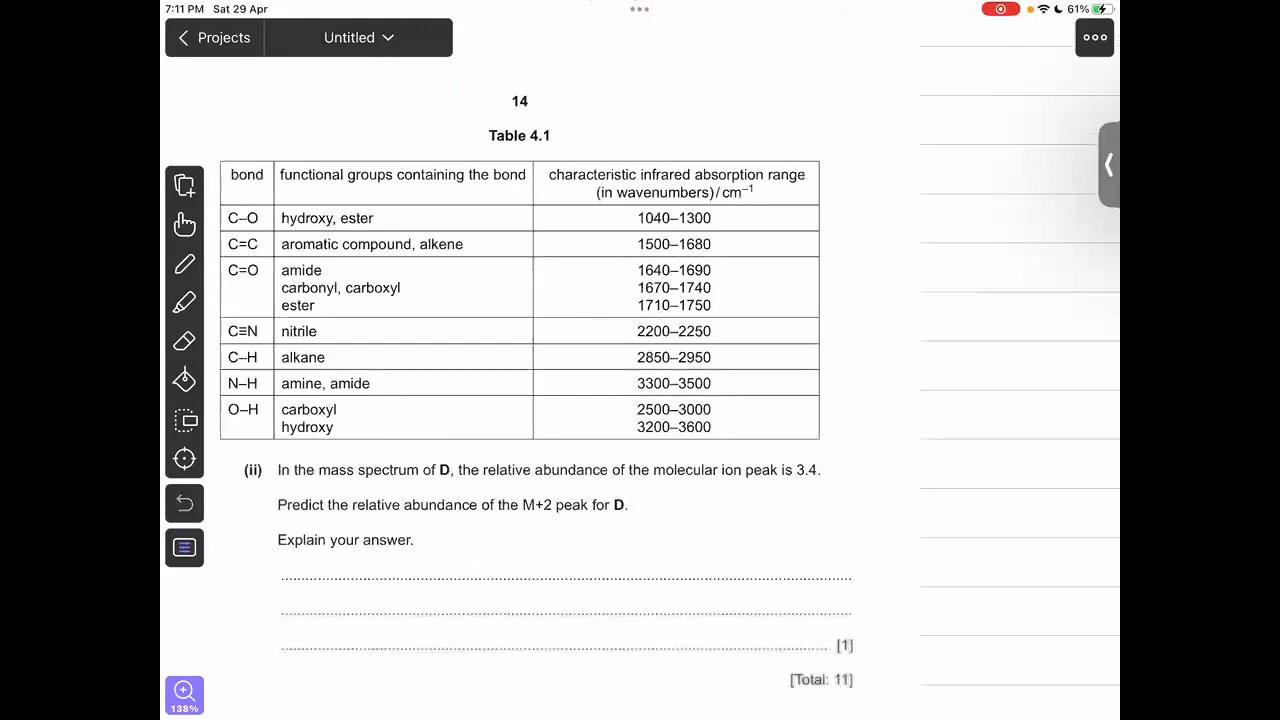 7:11 PM Sat 29 Apr
61%
Projects
Untitled
14
Table 4.1
bond functional groups containing the bond characteristic infrared absorption range (in wavenumbers)/cm⁻¹
C–O hydroxy, ester 1040–1300
C=C aromatic compound, alkene 1500–1680
C=O amide 1640–1690
carbonyl, carboxyl 1670–1740
ester 1710–1750
C≡N nitrile 2200–2250
C–H alkane 2850–2950
N–H amine, amide 3300–3500
O–H carboxyl 2500–3000
hydroxy 3200–3600
(ii) In the mass spectrum of D, the relative abundance of the molecular ion peak is 3.4.
Predict the relative abundance of the M+2 peak for D.
Explain your answer.
[1]
[Total: 11]
138%